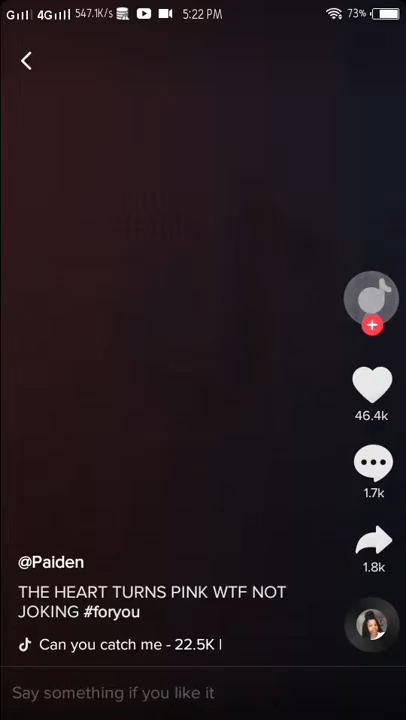 4G 547.1K/s 5:22 PM 73%
46.4k
1.7k
1.8k
@Paiden
THE HEART TURNS PINK WTF NOT
JOKING #foryou
Can you catch me - 22.5K |
Say something if you like it